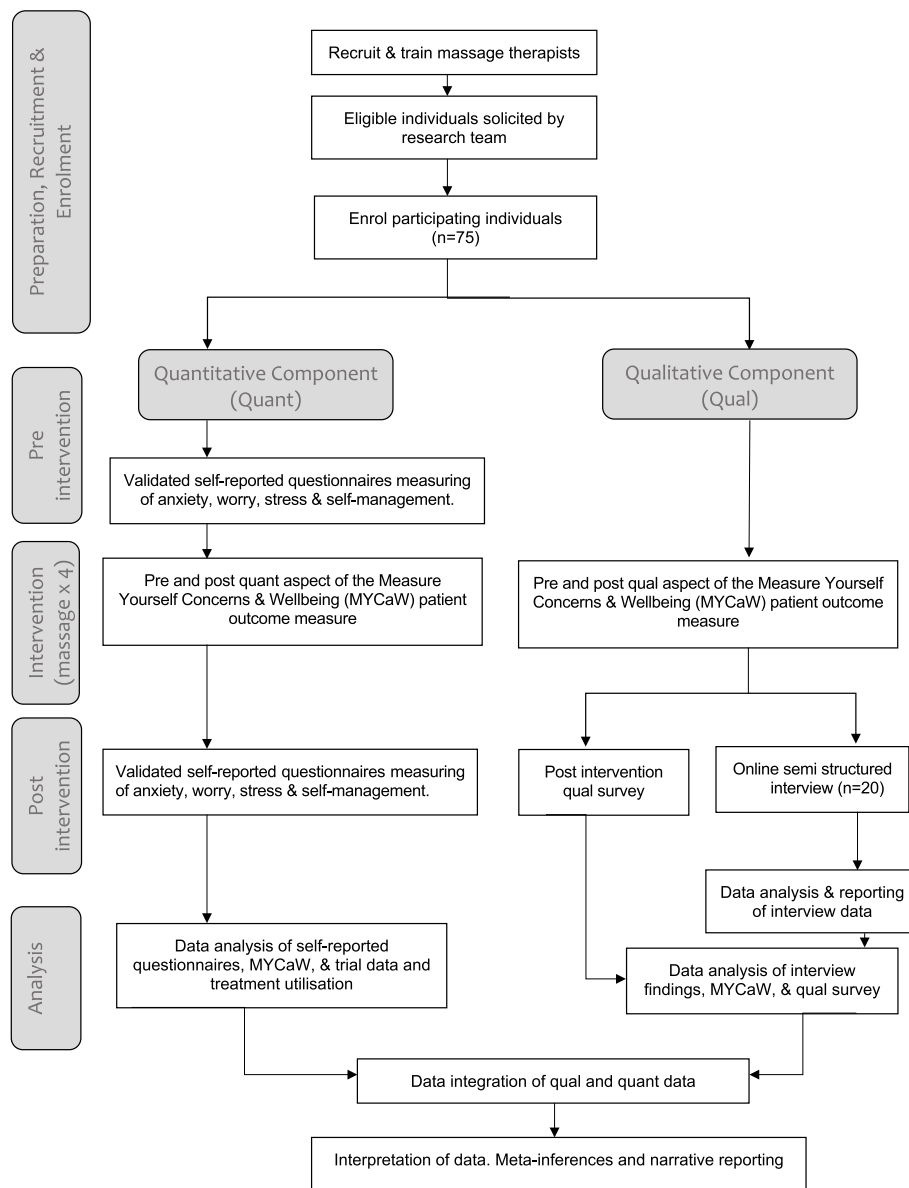 Preparation, Recruitment &
Enrolment
Recruit & train massage therapists
Eligible individuals solicited by
research team
Enrol participating individuals
(n=75)
Quantitative Component
(Quant)
Qualitative Component
(Qual)
Pre
intervention
Validated self-reported questionnaires measuring
of anxiety, worry, stress & self-management.
Intervention
(massage x 4)
Pre and post quant aspect of the Measure
Yourself Concerns & Wellbeing (MYCaW) patient
outcome measure
Pre and post qual aspect of the Measure Yourself
Concerns & Wellbeing (MYCaW) patient outcome
measure
Post
intervention
Validated self-reported questionnaires measuring
of anxiety, worry, stress & self-management.
Post intervention
qual survey
Online semi structured
interview (n=20)
Data analysis & reporting
of interview data
Analysis
Data analysis of self-reported
questionnaires, MYCaW, & trial data and
treatment utilisation
Data analysis of interview
findings, MYCaW, & qual survey
Data integration of qual and quant data
Interpretation of data. Meta-inferences and narrative reporting